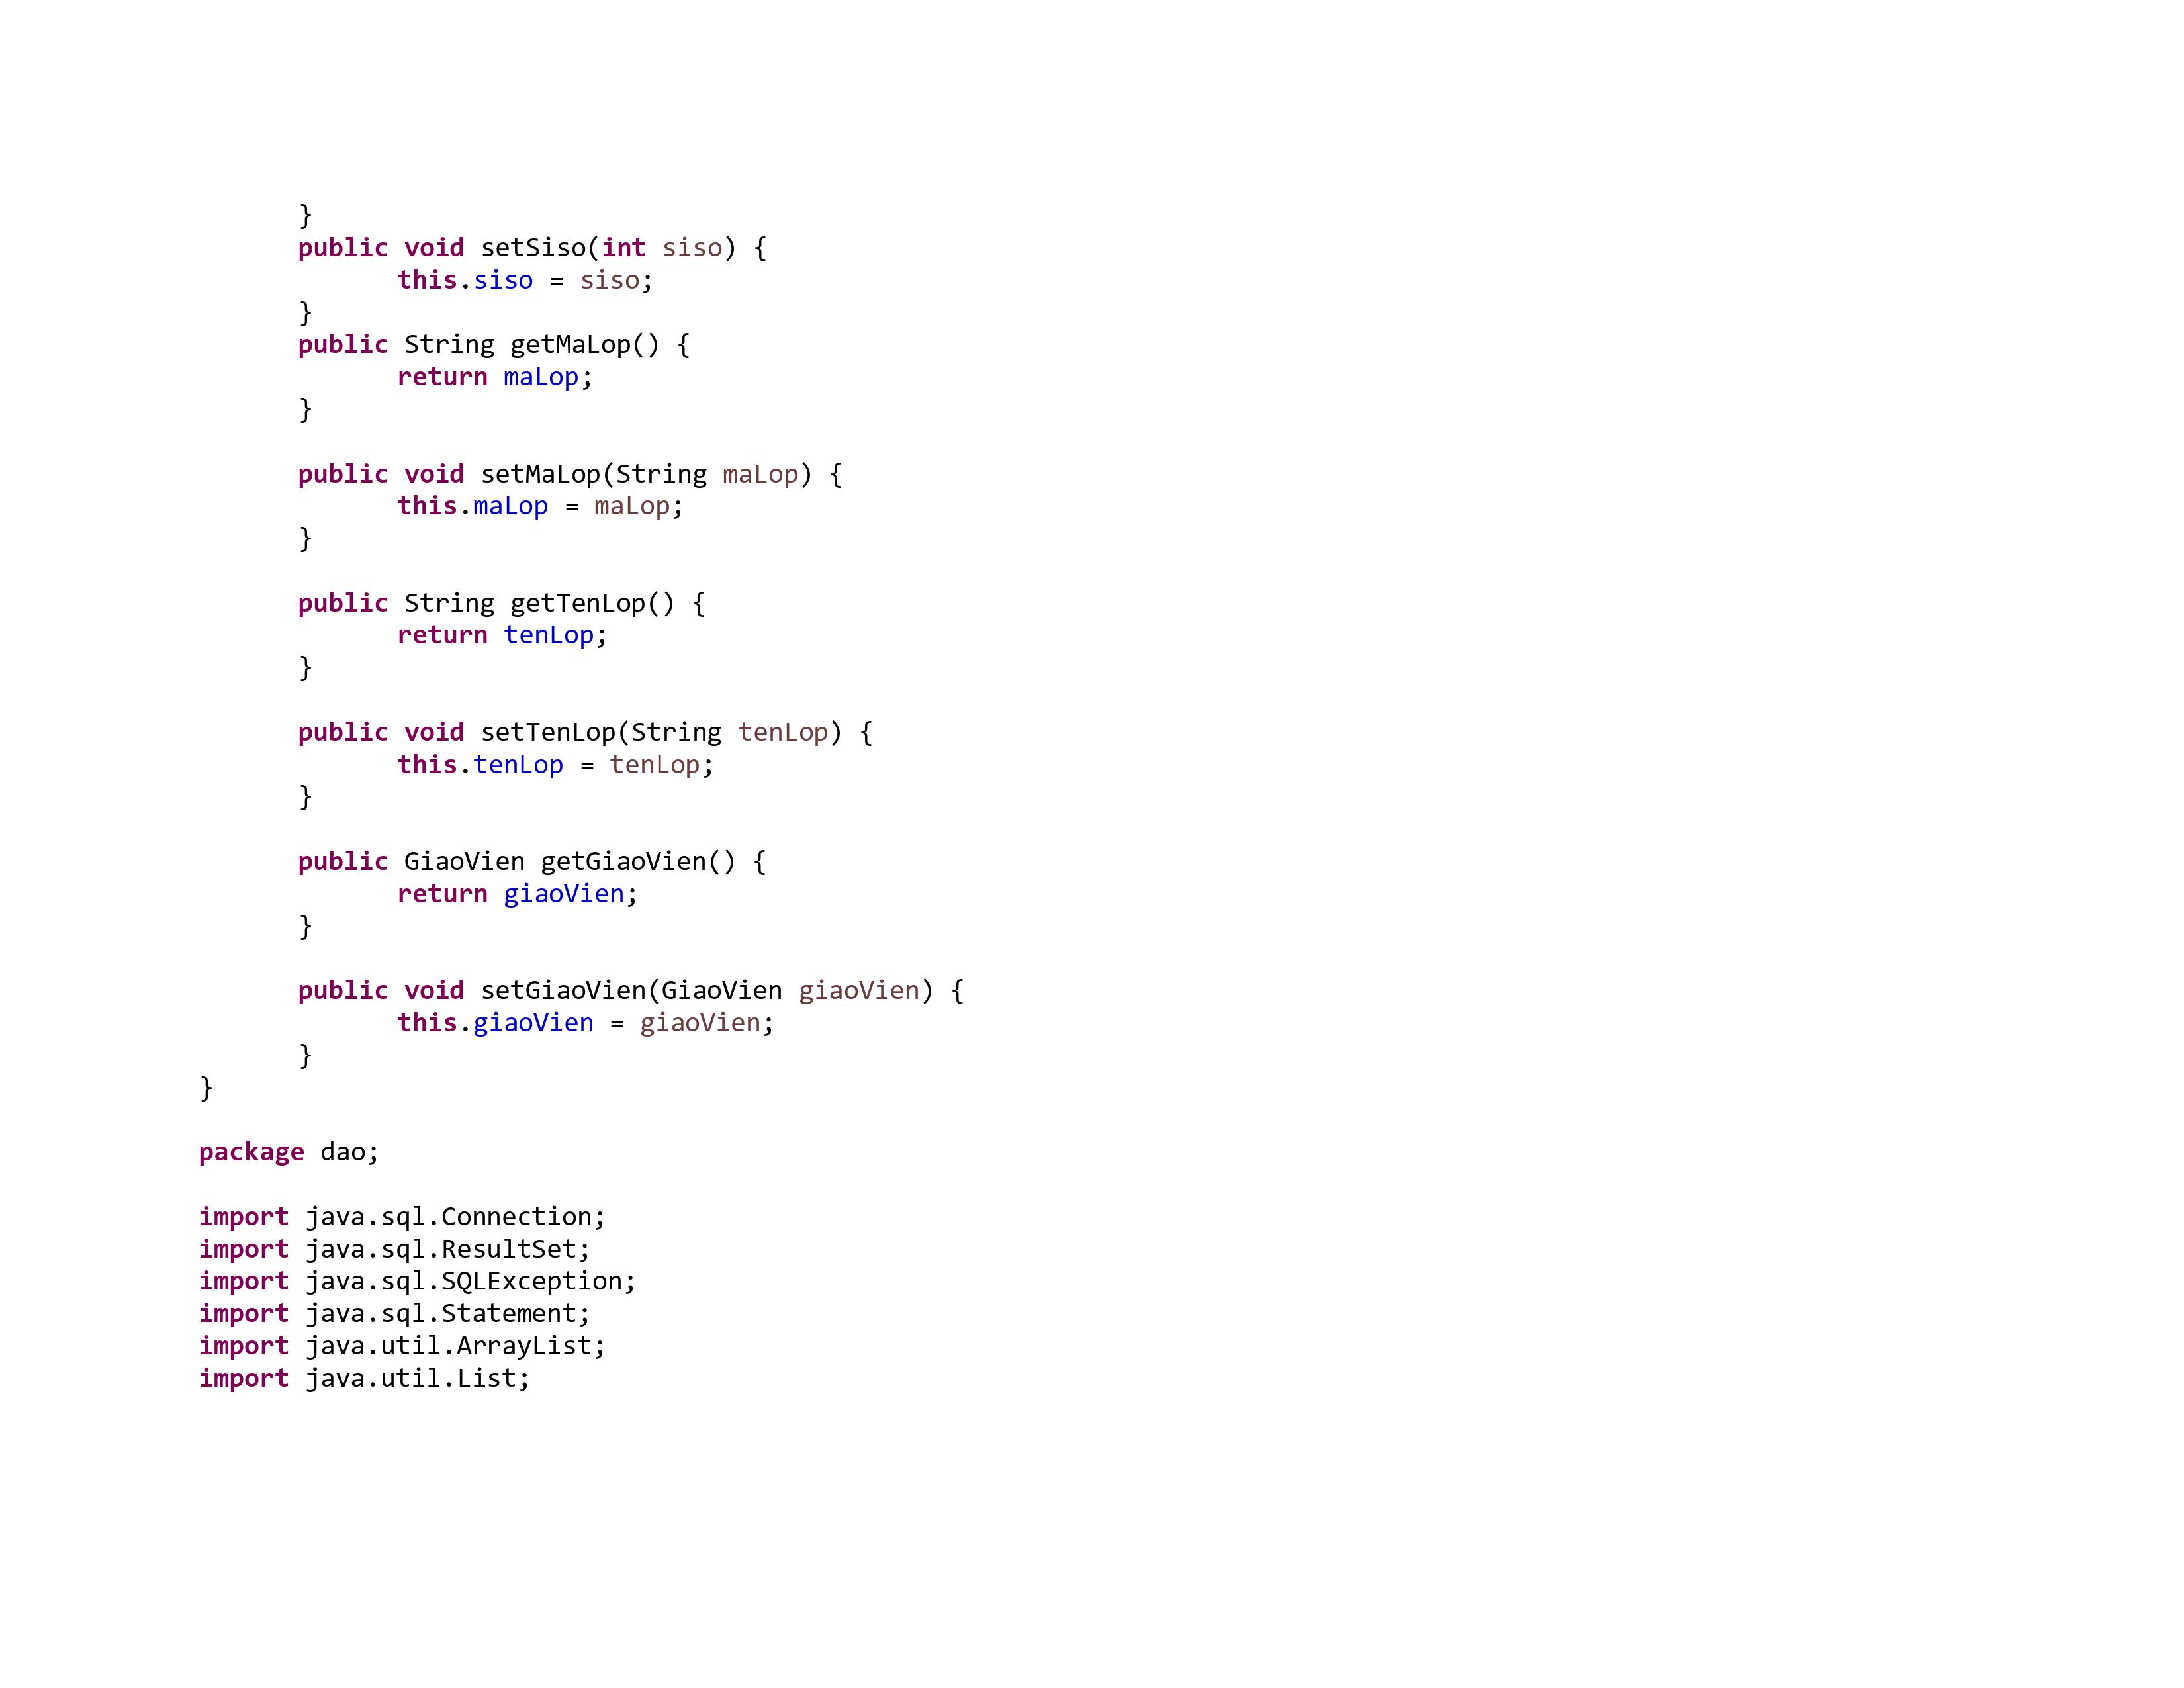 }
public void setSiso(int siso) {
this.siso = siso;
}
public String getMaLop() {
return maLop;
}
public void setMaLop(String maLop) {
this.maLop = maLop;
}
public String getTenLop() {
return tenLop;
}
public void setTenLop(String tenLop) {
this.tenLop = tenLop;
}
public GiaoVien getGiaoVien() {
return giaoVien;
}
public void setGiaoVien(GiaoVien giaoVien) {
this.giaoVien = giaoVien;
}
}
package dao;
import java.sql.Connection;
import java.sql.ResultSet;
import java.sql.SQLException;
import java.sql.Statement;
import java.util.ArrayList;
import java.util.List;